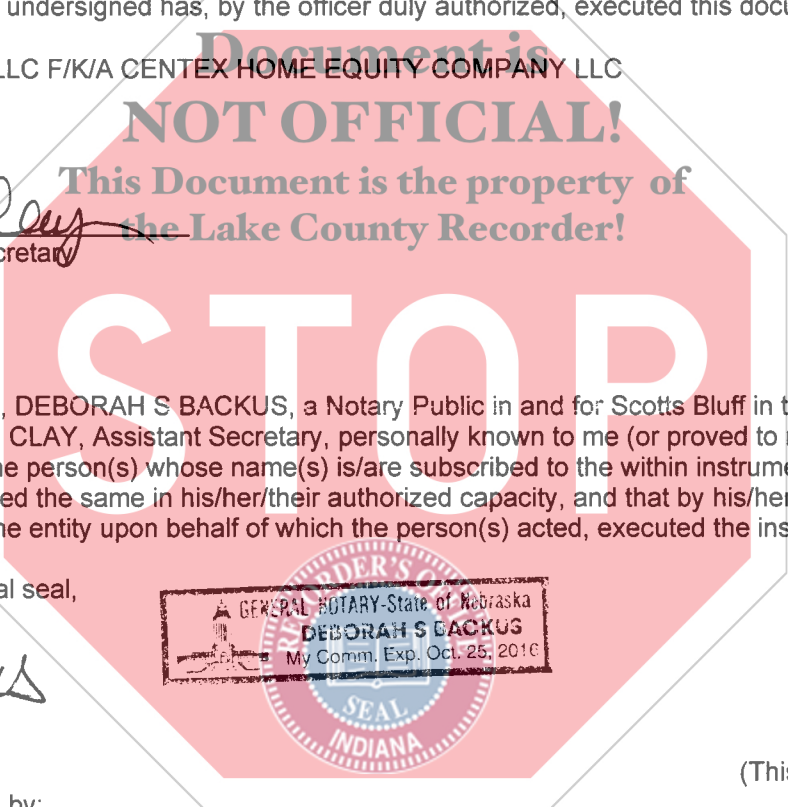 undersigned has, by the officer duly authorized, executed this docu
Document is
LLC F/K/A CENTEX HOME EQUITY COMPANY LLC
NOT OFFICIAL!
This Document is the property of
the Lake County Recorder!
Clay
cretary
STOP
, DEBORAH S BACKUS, a Notary Public in and for Scotts Bluff in t
CLAY, Assistant Secretary, personally known to me (or proved to
ne person(s) whose name(s) is/are subscribed to the within instrume
ed the same in his/her/their authorized capacity, and that by his/her
ne entity upon behalf of which the person(s) acted, executed the ins
al seal,
GENERAL NOTARY-State of Nebraska
DEBORAH S BACKUS
My Comm. Exp. Oct. 25, 2016
RECORDER'S
SEAL
INDIANA
(This
by: